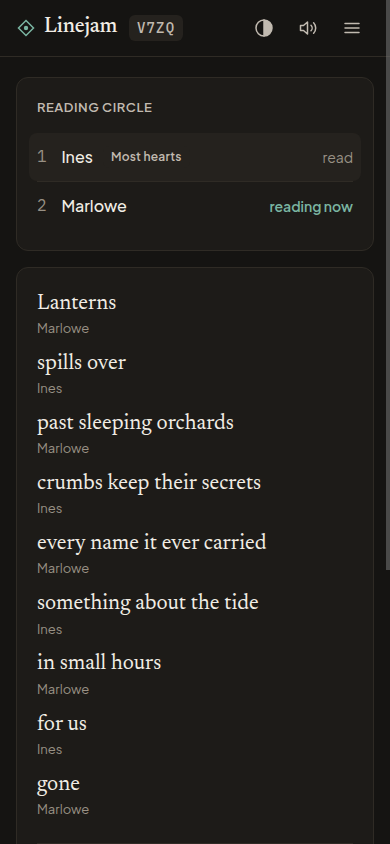 Linejam V7ZQ
READING CIRCLE
1 Ines Most hearts read
2 Marlowe reading now
Lanterns
Marlowe
spills over
Ines
past sleeping orchards
Marlowe
crumbs keep their secrets
Ines
every name it ever carried
Marlowe
something about the tide
Ines
in small hours
Marlowe
for us
Ines
gone
Marlowe